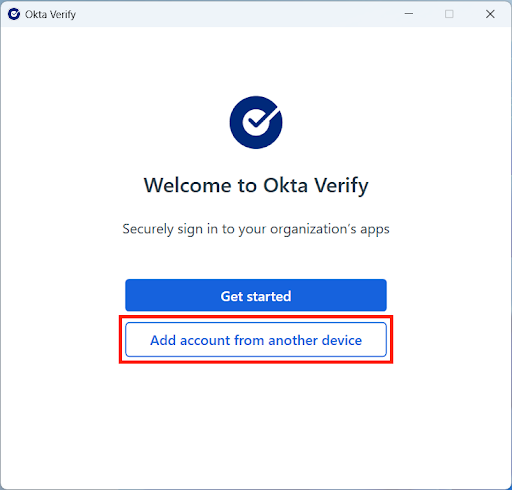 Okta Verify
Welcome to Okta Verify
Securely sign in to your organization's apps
Get started
Add account from another device